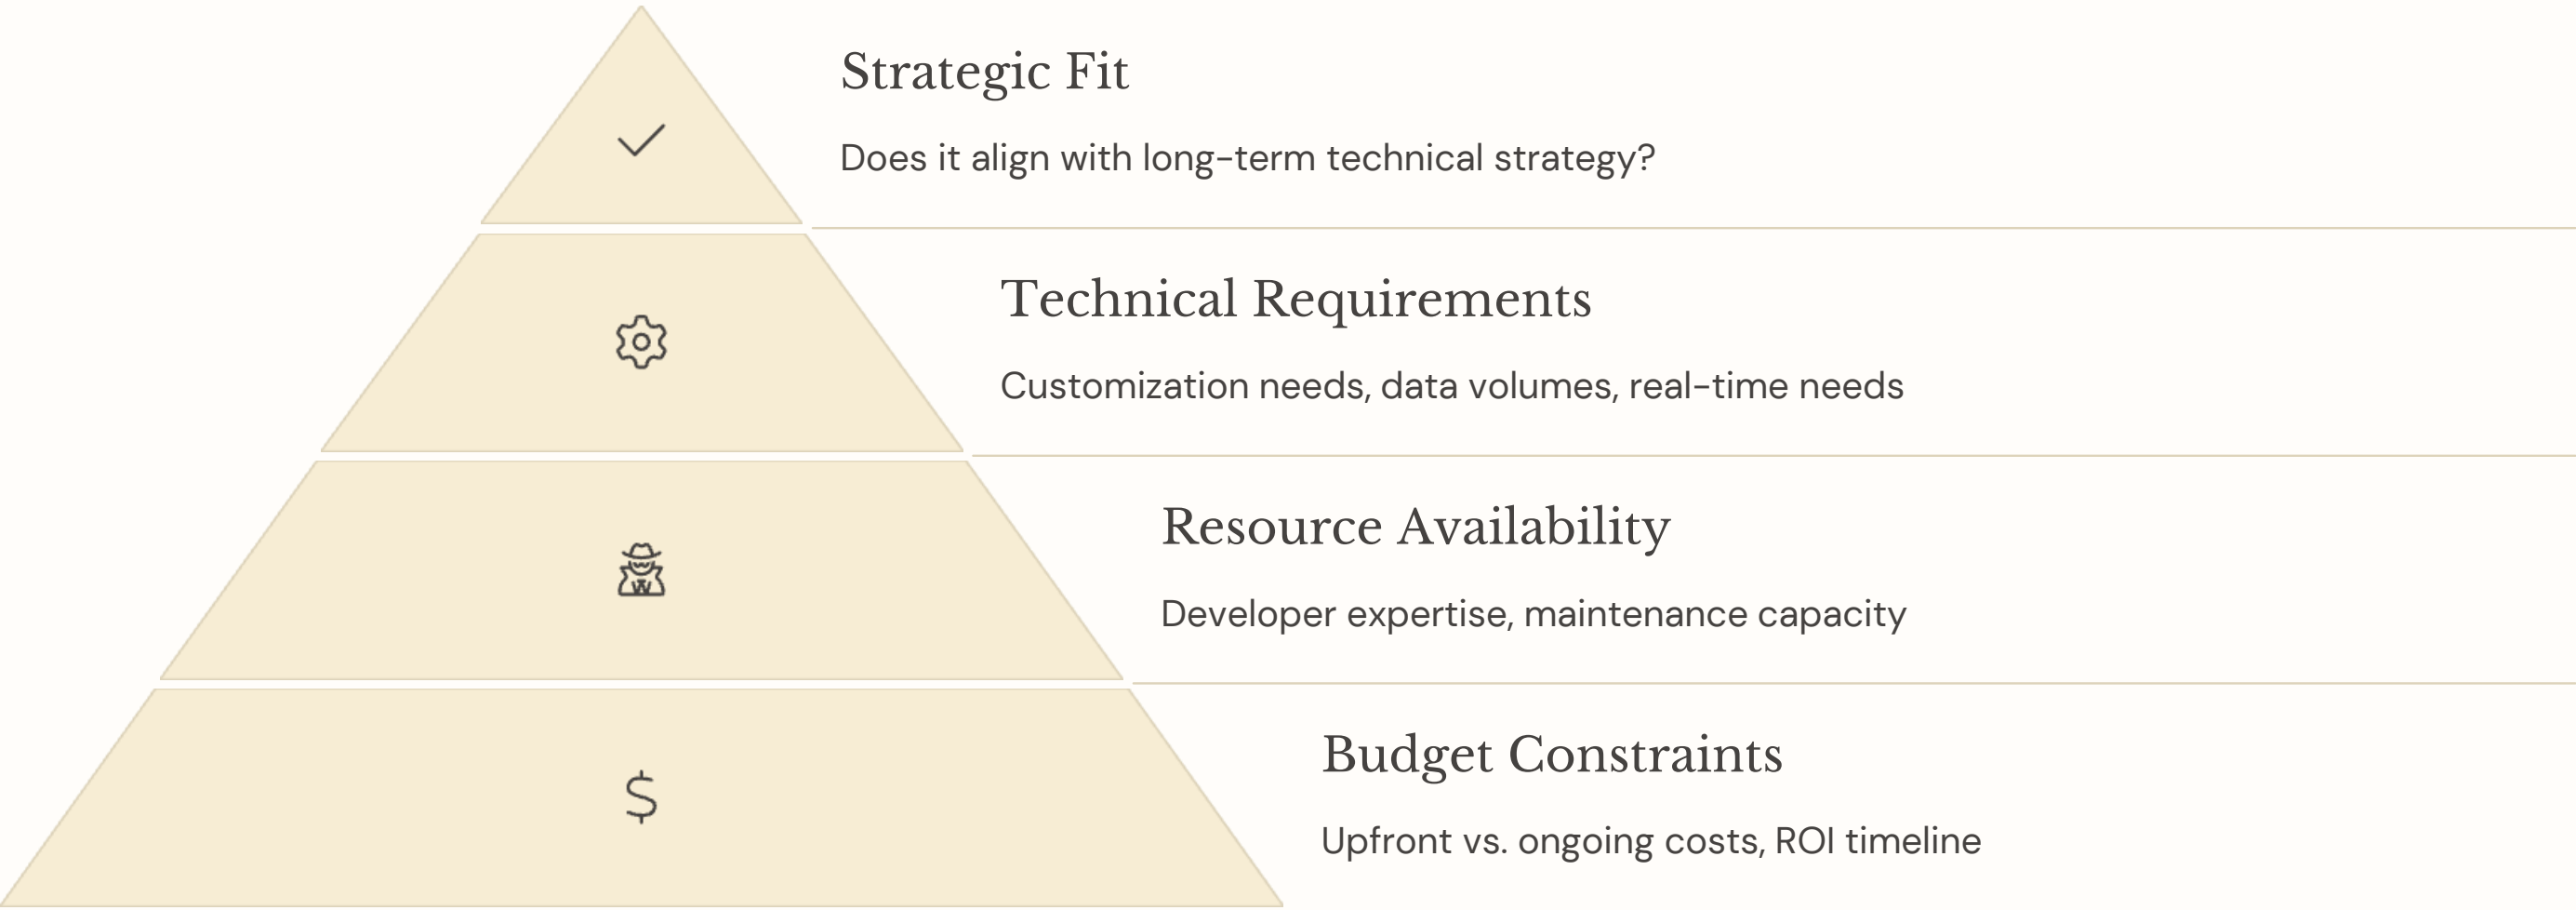 Strategic Fit
Does it align with long-term technical strategy?
Technical Requirements
Customization needs, data volumes, real-time needs
Resource Availability
Developer expertise, maintenance capacity
$
Budget Constraints
Upfront vs. ongoing costs, ROI timeline